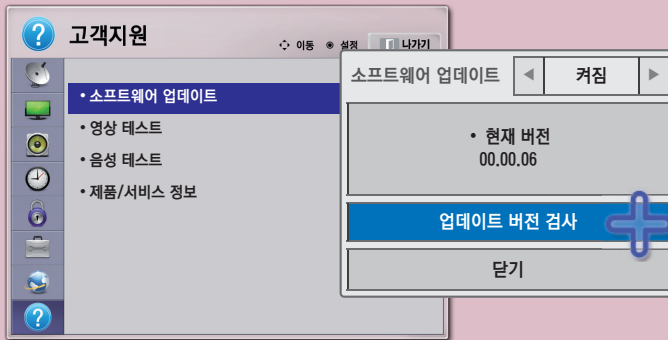 고객지원
이동 설정 나가기
• 소프트웨어 업데이트
• 영상 테스트
• 음성 테스트
• 제품/서비스 정보
소프트웨어 업데이트 ◀ 켜짐 ▶
• 현재 버전
00.00.06
업데이트 버전 검사
닫기